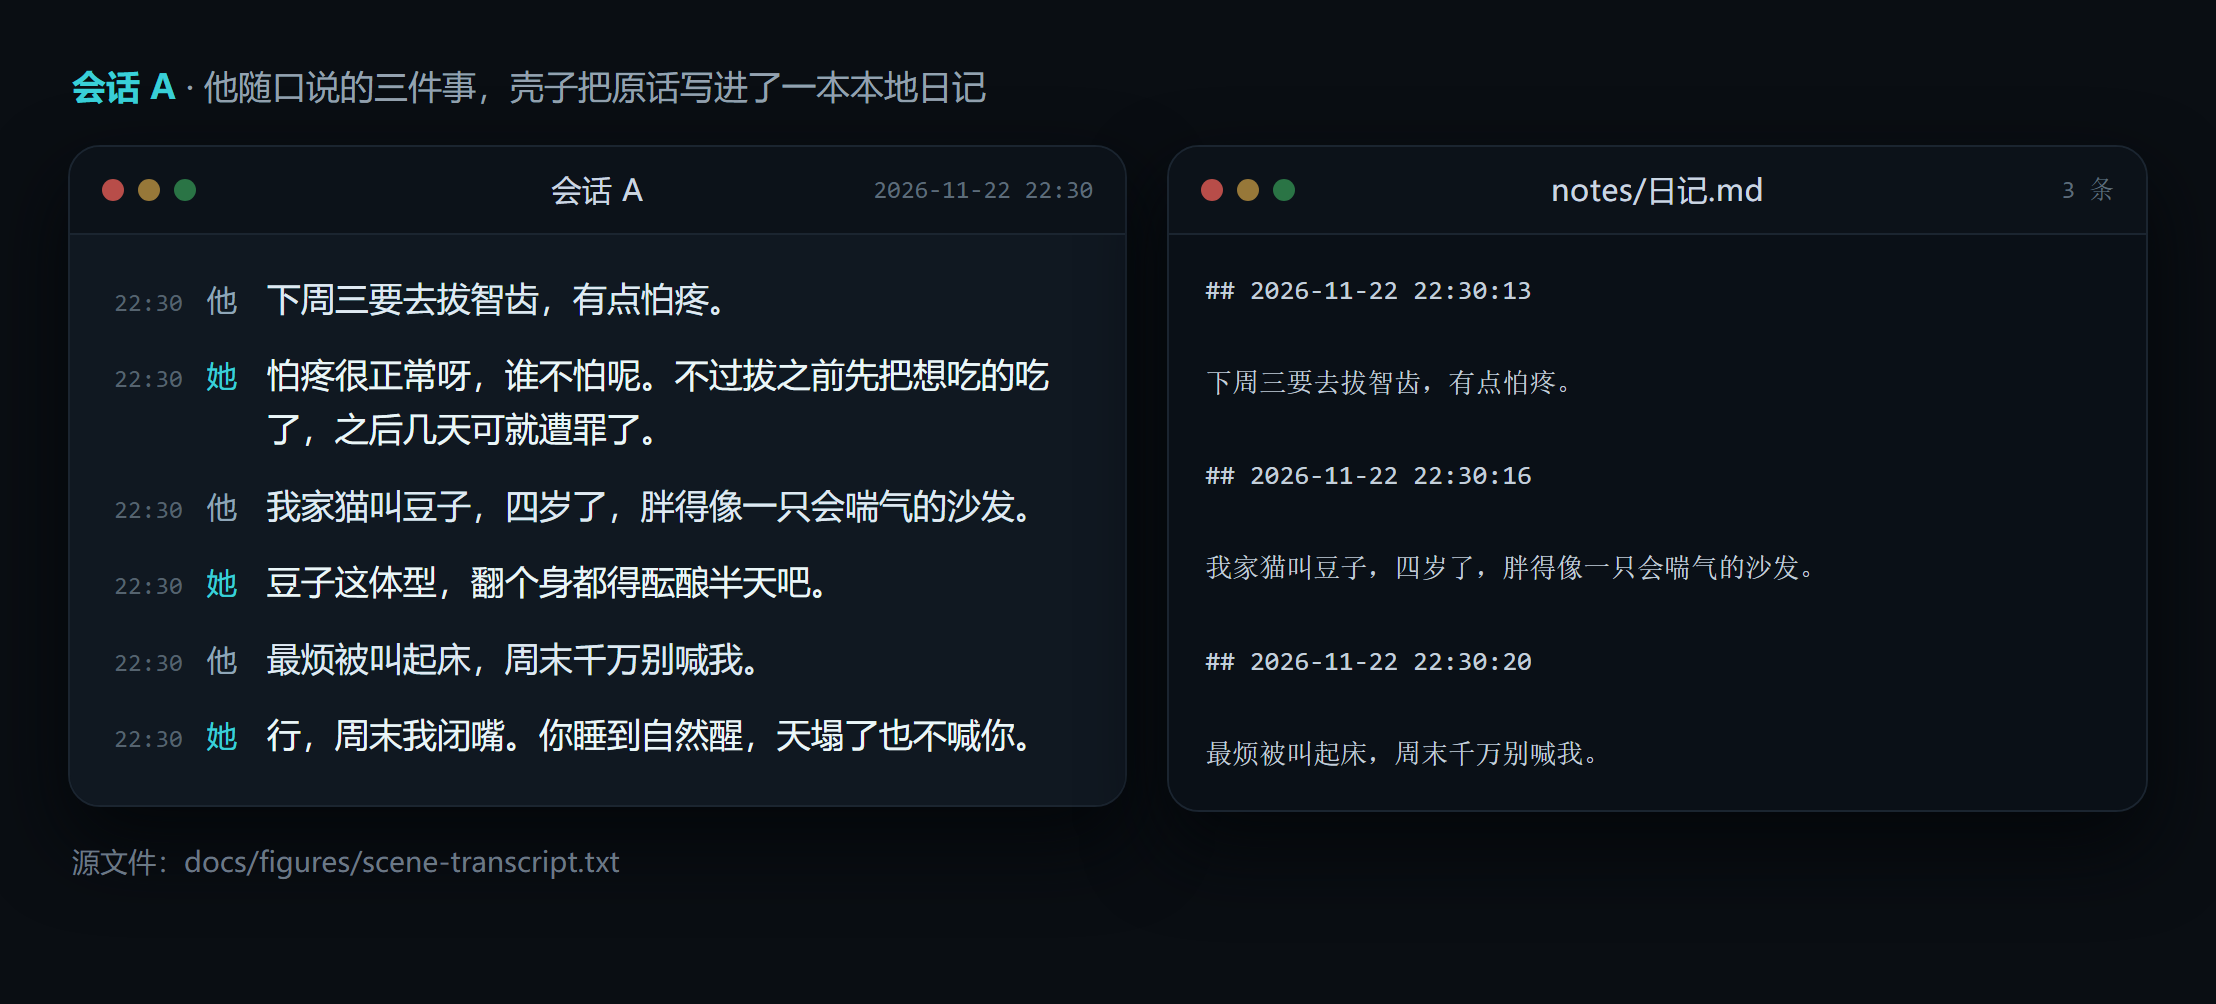 会话 A · 他随口说的三件事，壳子把原话写进了一本本地日记
会话 A 2026-11-22 22:30
22:30 他 下周三要去拔智齿，有点怕疼。
22:30 她 怕疼很正常呀，谁不怕呢。不过拔之前先把想吃的吃
了，之后几天可就遭罪了。
22:30 他 我家猫叫豆子，四岁了，胖得像一只会喘气的沙发。
22:30 她 豆子这体型，翻个身都得酝酿半天吧。
22:30 他 最烦被叫起床，周末千万别喊我。
22:30 她 行，周末我闭嘴。你睡到自然醒，天塌了也不喊你。
notes/日记.md 3 条
## 2026-11-22 22:30:13
下周三要去拔智齿，有点怕疼。
## 2026-11-22 22:30:16
我家猫叫豆子，四岁了，胖得像一只会喘气的沙发。
## 2026-11-22 22:30:20
最烦被叫起床，周末千万别喊我。
源文件：docs/figures/scene-transcript.txt